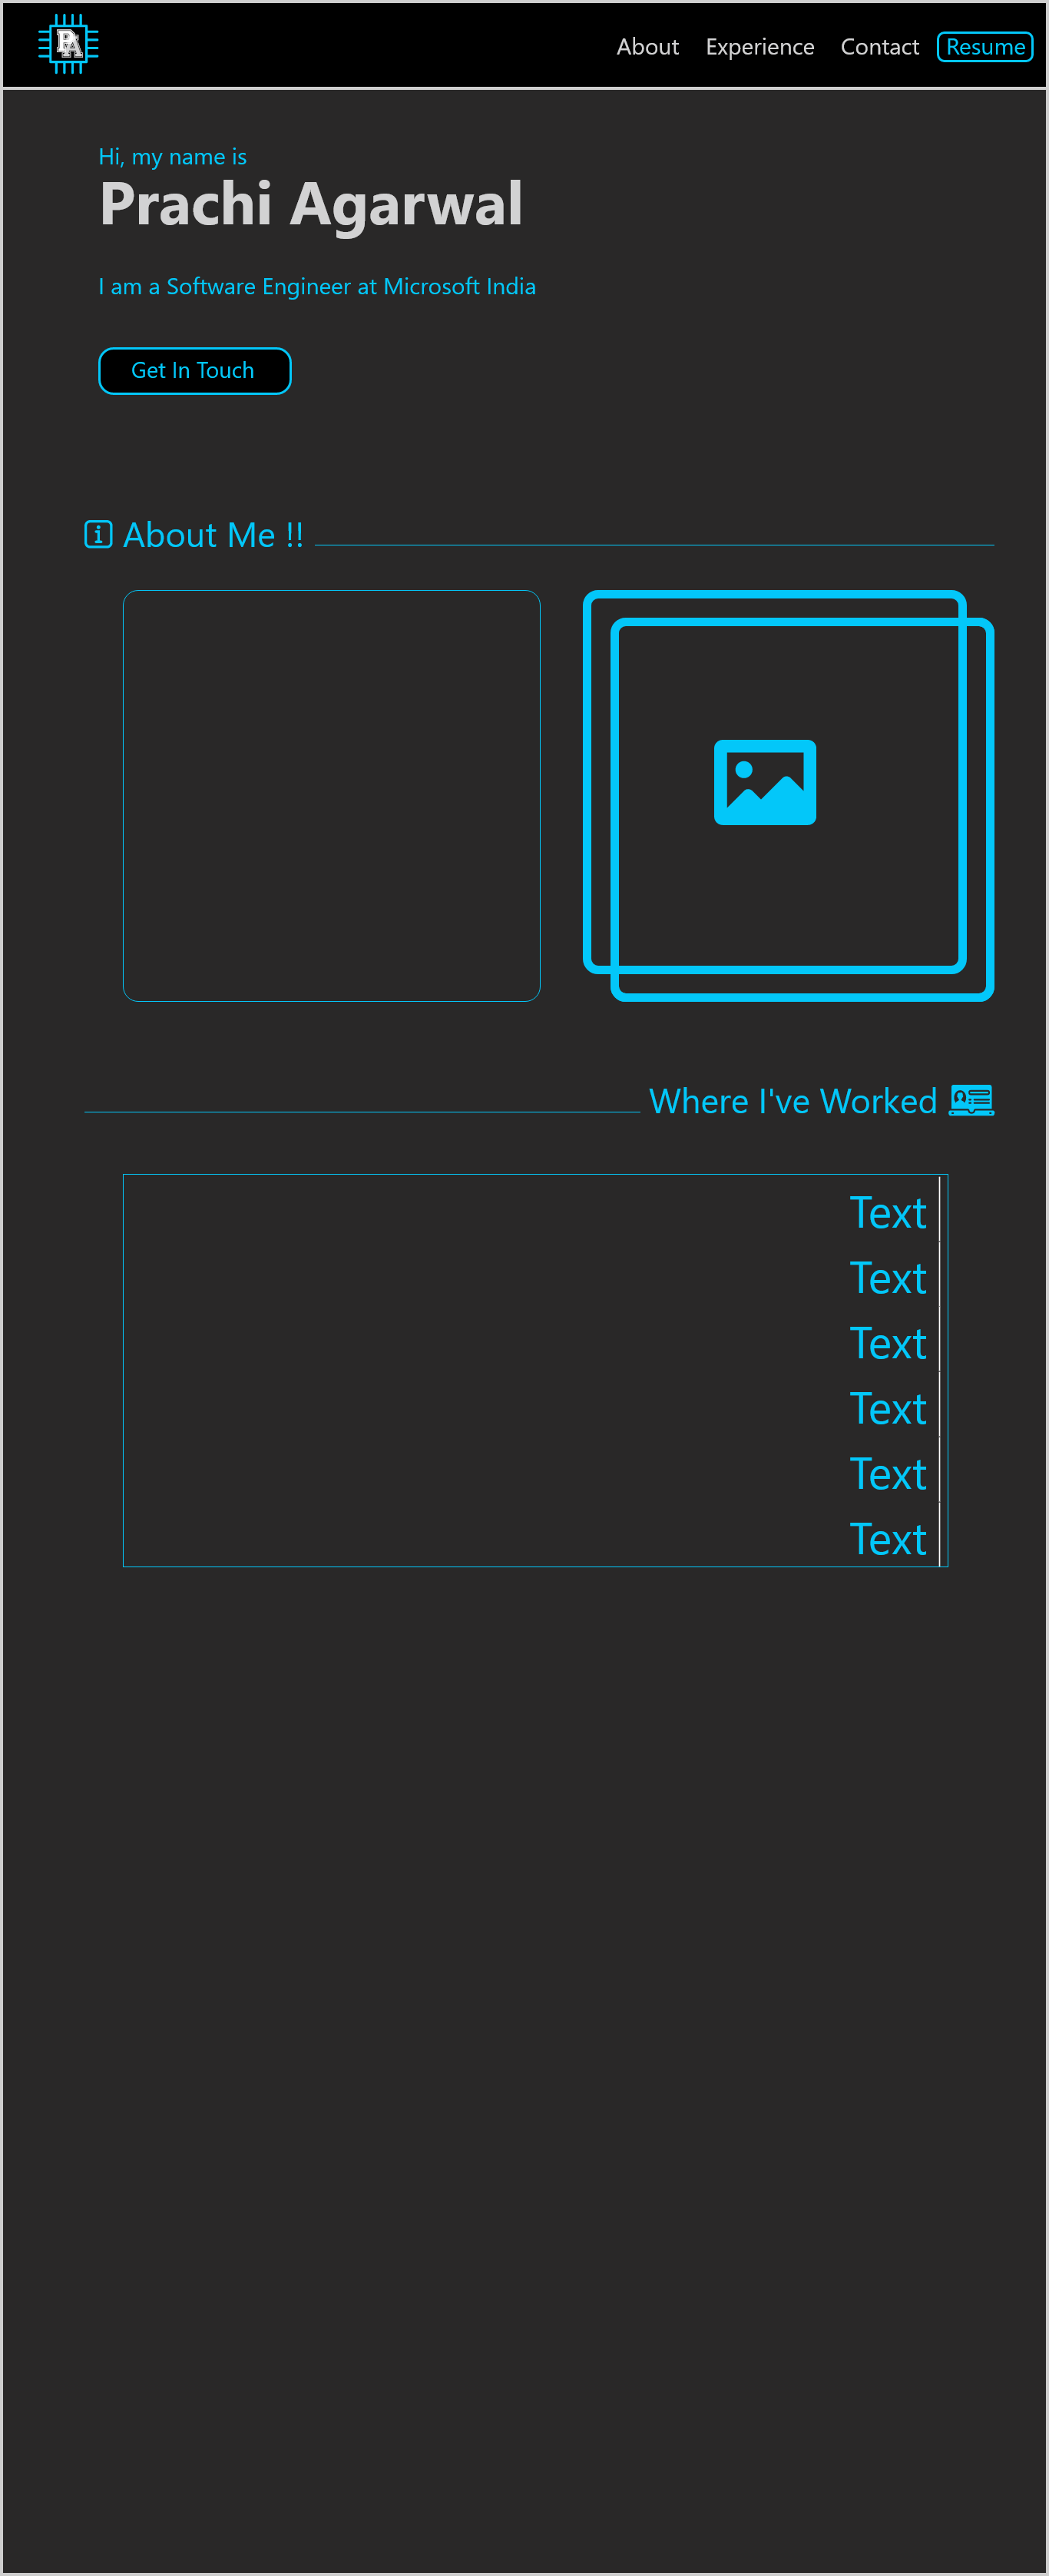 PA
About Experience Contact Resume
Hi, my name is
Prachi Agarwal
I am a Software Engineer at Microsoft India
Get In Touch
About Me !!
Where I've Worked
Text
Text
Text
Text
Text
Text